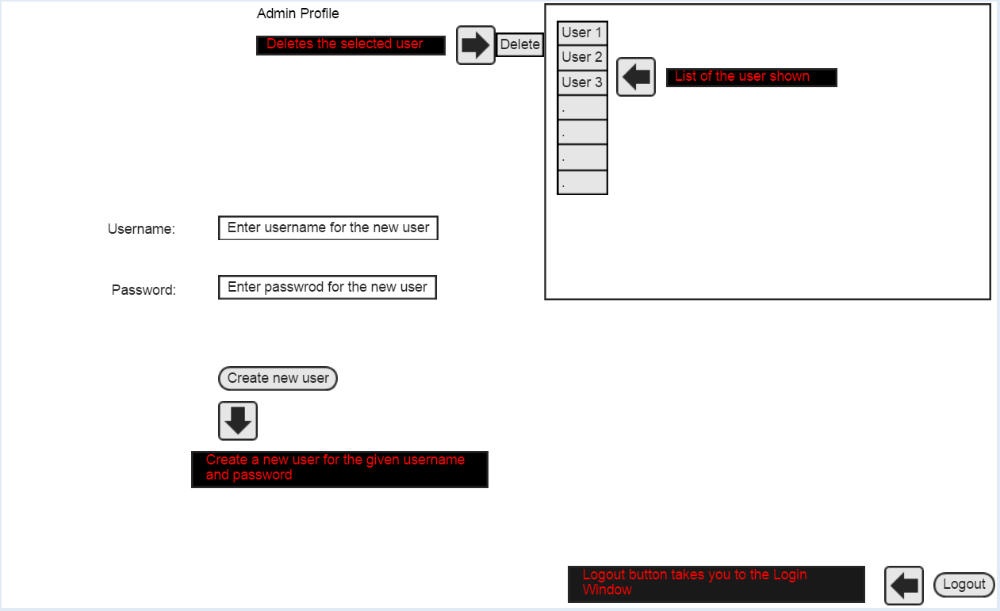 Admin Profile
Deletes the selected user
Delete
User 1
User 2
User 3
.
.
.
.
List of the user shown
Username:
Enter username for the new user
Password:
Enter passwrod for the new user
Create new user
Create a new user for the given username
and password
Logout button takes you to the Login
Window
Logout